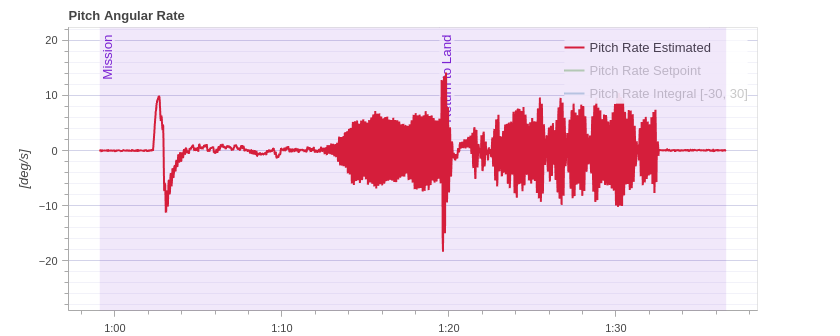 Pitch Angular Rate
Mission
Return to Land
Pitch Rate Estimated
Pitch Rate Setpoint
Pitch Rate Integral [-30, 30]
[deg/s]
20
10
0
−10
−20
1:00
1:10
1:20
1:30